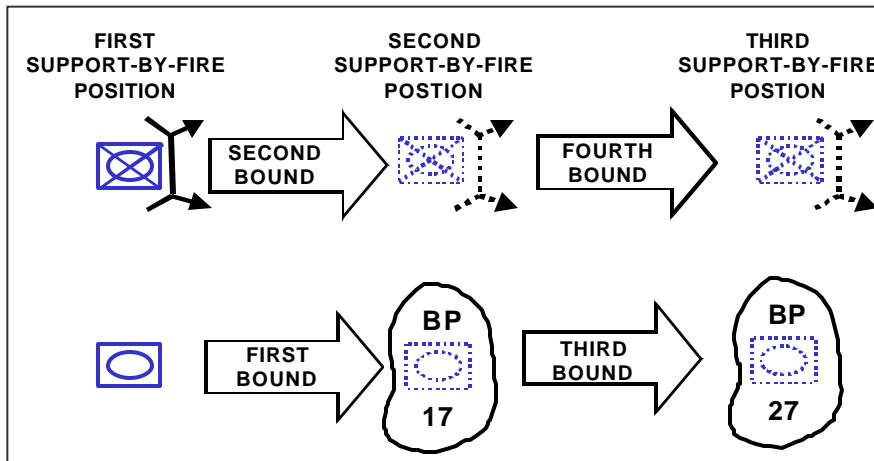 FIRST
SUPPORT-BY-FIRE
POSITION
SECOND
SUPPORT-BY-FIRE
POSTION
THIRD
SUPPORT-BY-FIRE
POSTION
SECOND
BOUND
FOURTH
BOUND
FIRST
BOUND
BP
17
THIRD
BOUND
BP
27